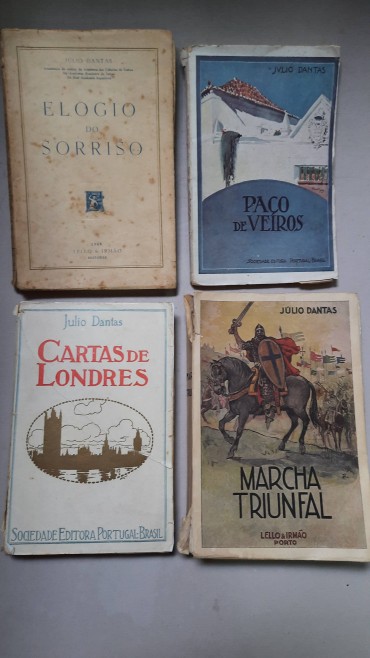 JÚLIO DANTAS
ELOGIO
DO
SORRISO
JULIO DANTAS
PAÇO
DE VEIROS
Julio Dantas
CARTAS DE
LONDRES
SOCIEDADE EDITORA PORTUGAL-BRASIL
JÚLIO DANTAS
MARCHA
TRIUNFAL
LELLO & IRMÃO
PORTO